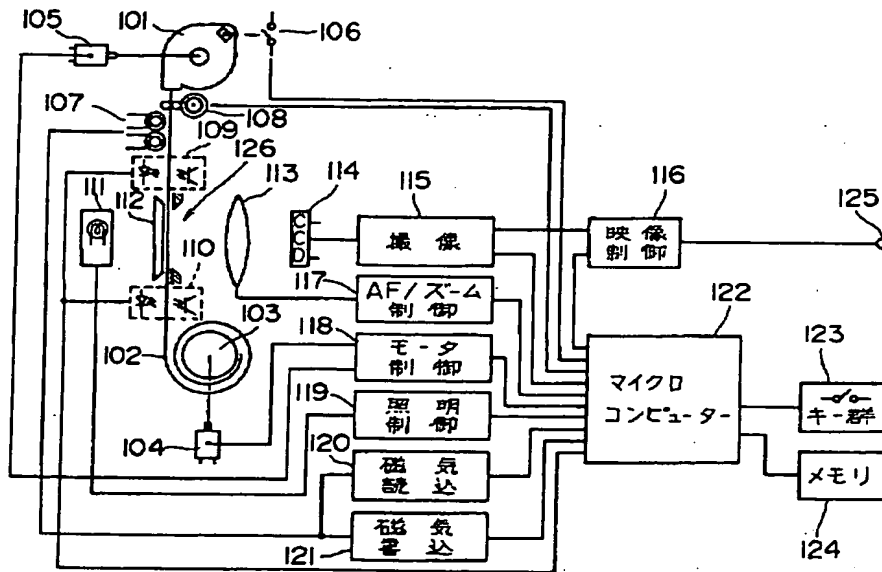 105
101
106
107
108
109
126
111
112
113
114
115
116
125
CCD
撮像
映像
制御
110
117
AF/ズーム
制御
122
103
118
モータ
制御
マイクロ
コンピューター
123
キー群
102
119
照明
制御
104
120
磁気
読込
メモリ
124
121
磁気
書込